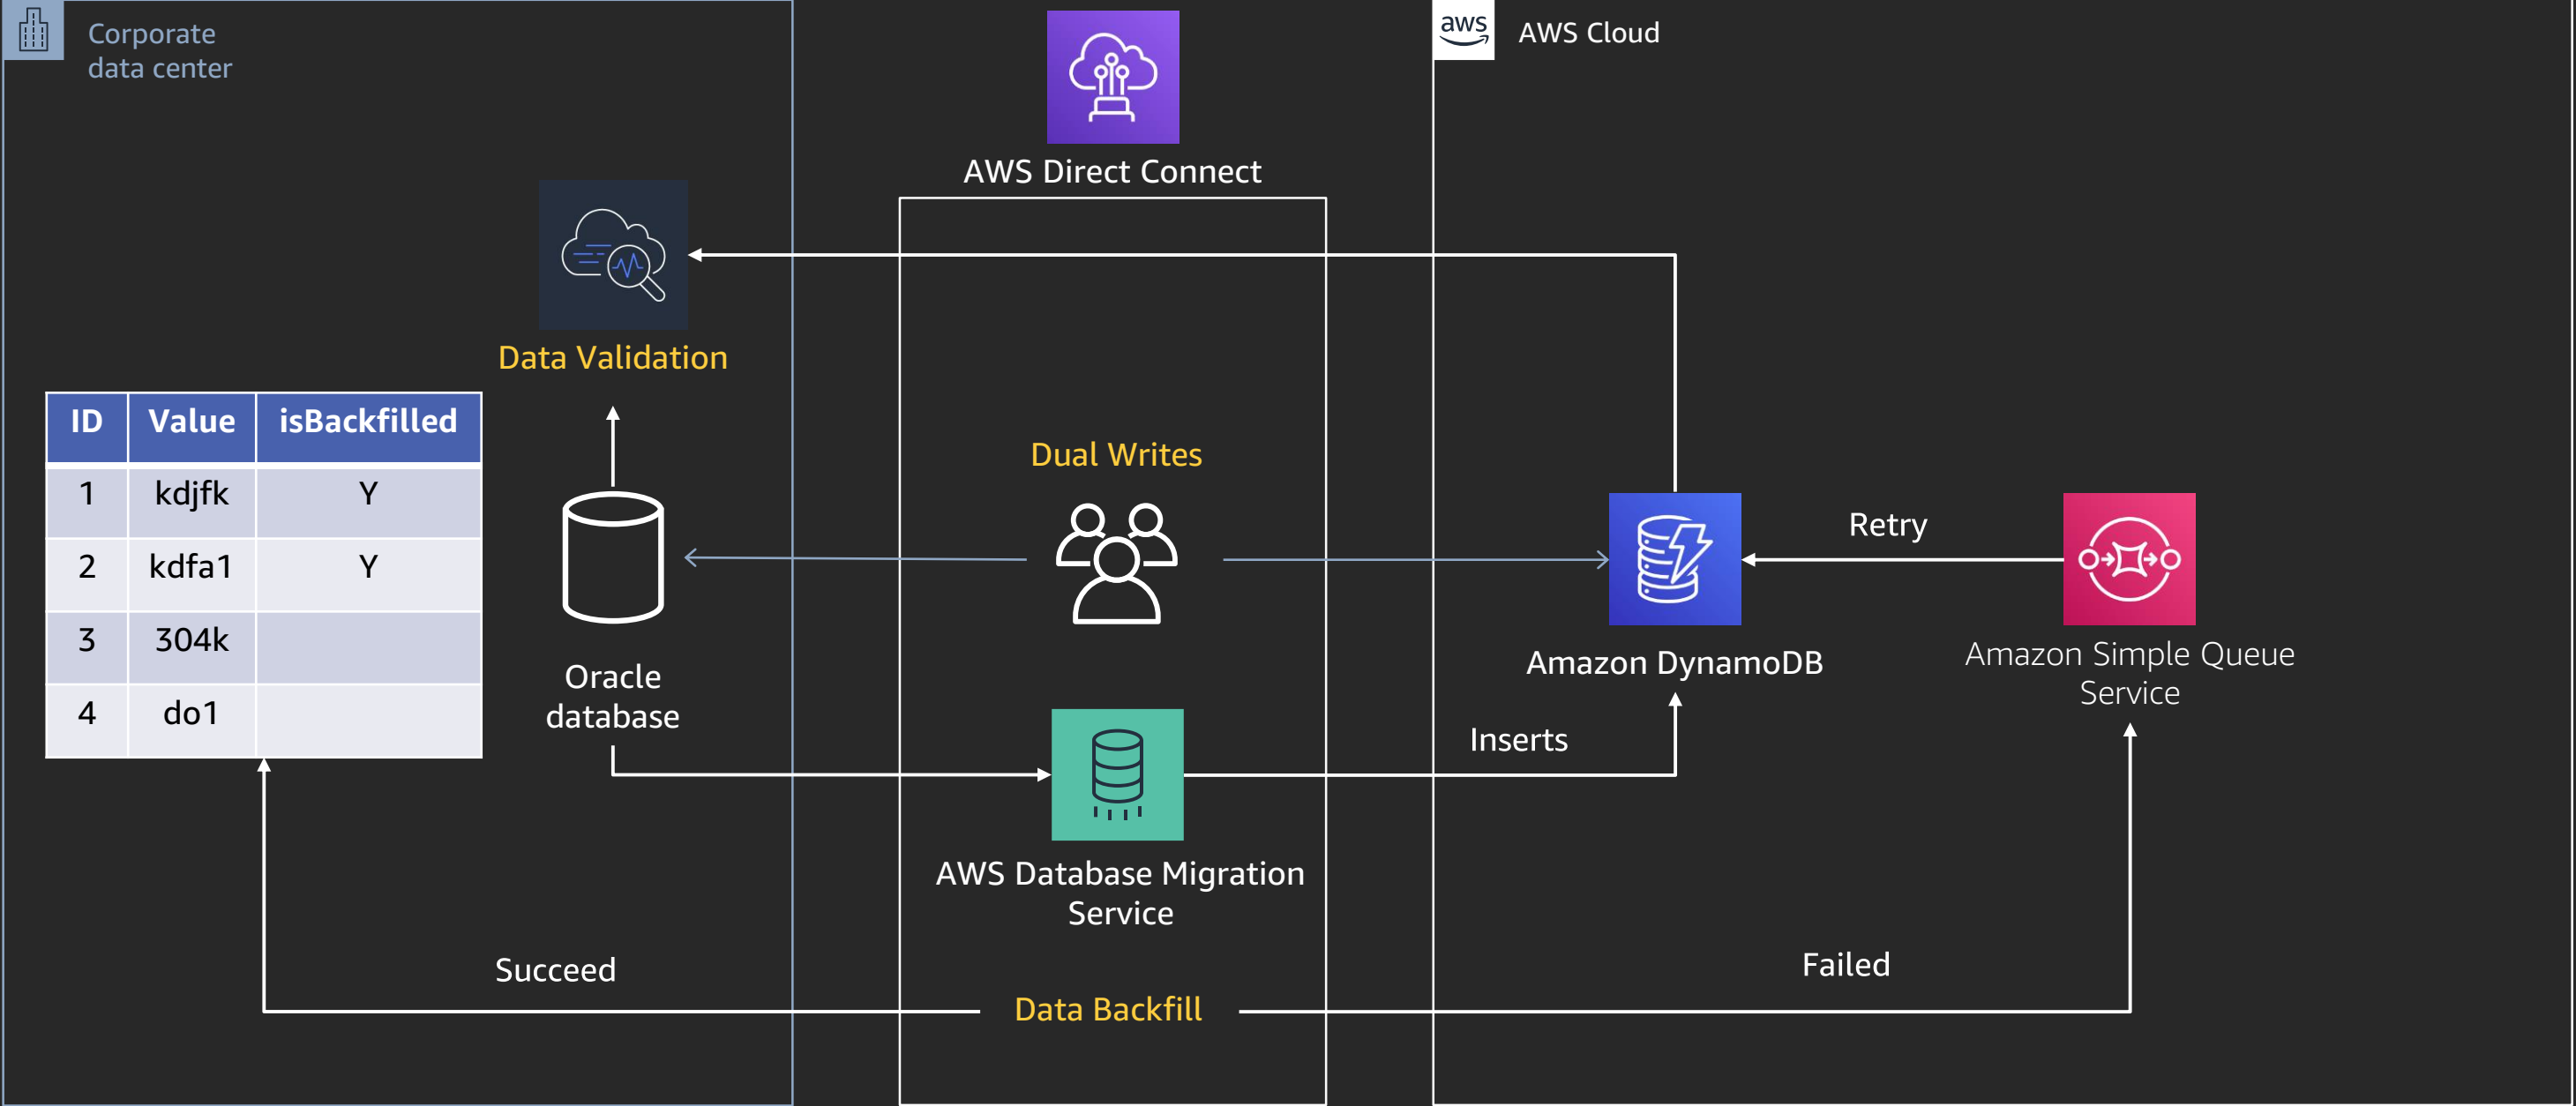 Corporate
data center
AWS Direct Connect
aws
AWS Cloud
Data Validation
ID Value isBackfilled
1 kdjfk Y
2 kdfa1 Y
3 304k
4 do1
Oracle
database
Dual Writes
Amazon DynamoDB
Retry
Amazon Simple Queue
Service
Inserts
AWS Database Migration
Service
Succeed
Data Backfill
Failed